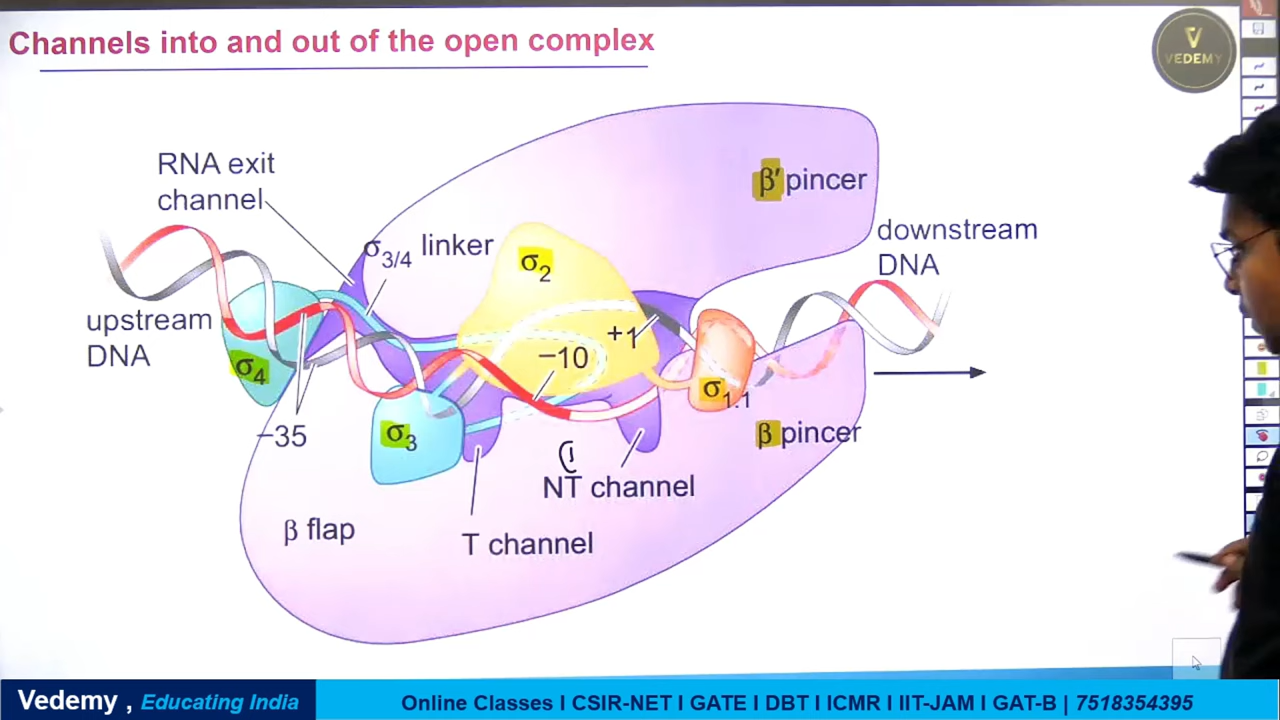 Channels into and out of the open complex
VEDEMY
RNA exit
channel
β′ pincer
σ3/4 linker
σ2
downstream
DNA
upstream
DNA
+1
−10
σ4
σ1.1
−35
σ3
β pincer
NT channel
β flap
T channel
Vedemy , Educating India
Online Classes I CSIR-NET I GATE I DBT I ICMR I IIT-JAM I GAT-B | 7518354395